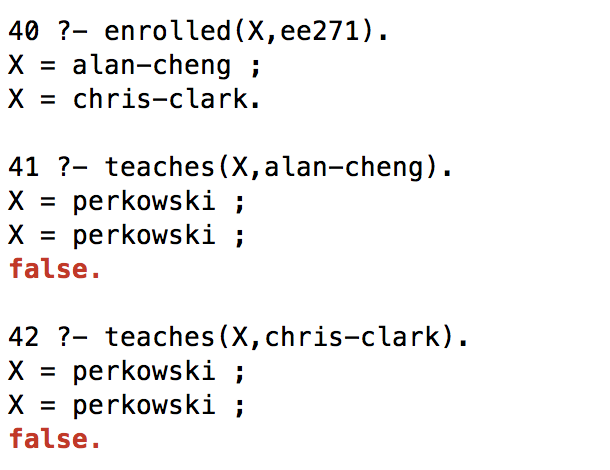 40 ?- enrolled(X,ee271).
X = alan-cheng ;
X = chris-clark.
41 ?- teaches(X,alan-cheng).
X = perkowski ;
X = perkowski ;
false.
42 ?- teaches(X,chris-clark).
X = perkowski ;
X = perkowski ;
false.